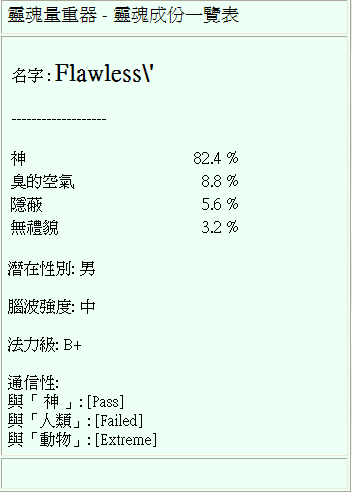 靈魂量重器 - 靈魂成份一覽表
名字 : Flawless\'
-------------------
神 82.4 %
臭的空氣 8.8 %
隱蔽 5.6 %
無禮貌 3.2 %
潛在性別: 男
腦波強度: 中
法力級: B+
通信性:
與「 神 」: [Pass]
與「人類」: [Failed]
與「動物」: [Extreme]